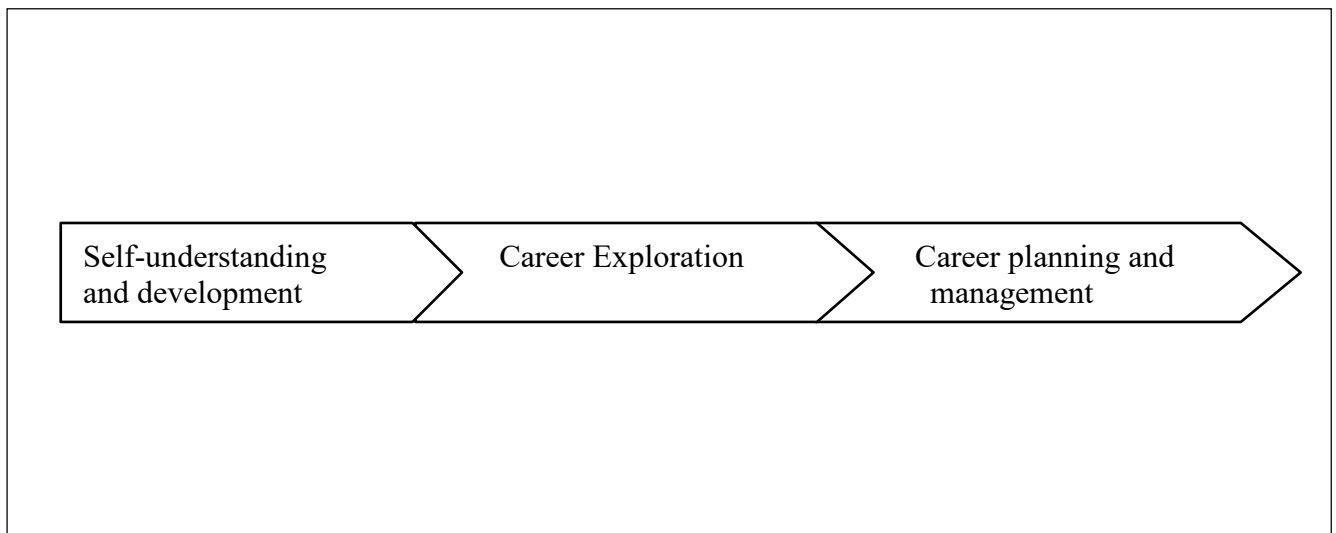 Self-understanding
and development
Career Exploration
Career planning and
management